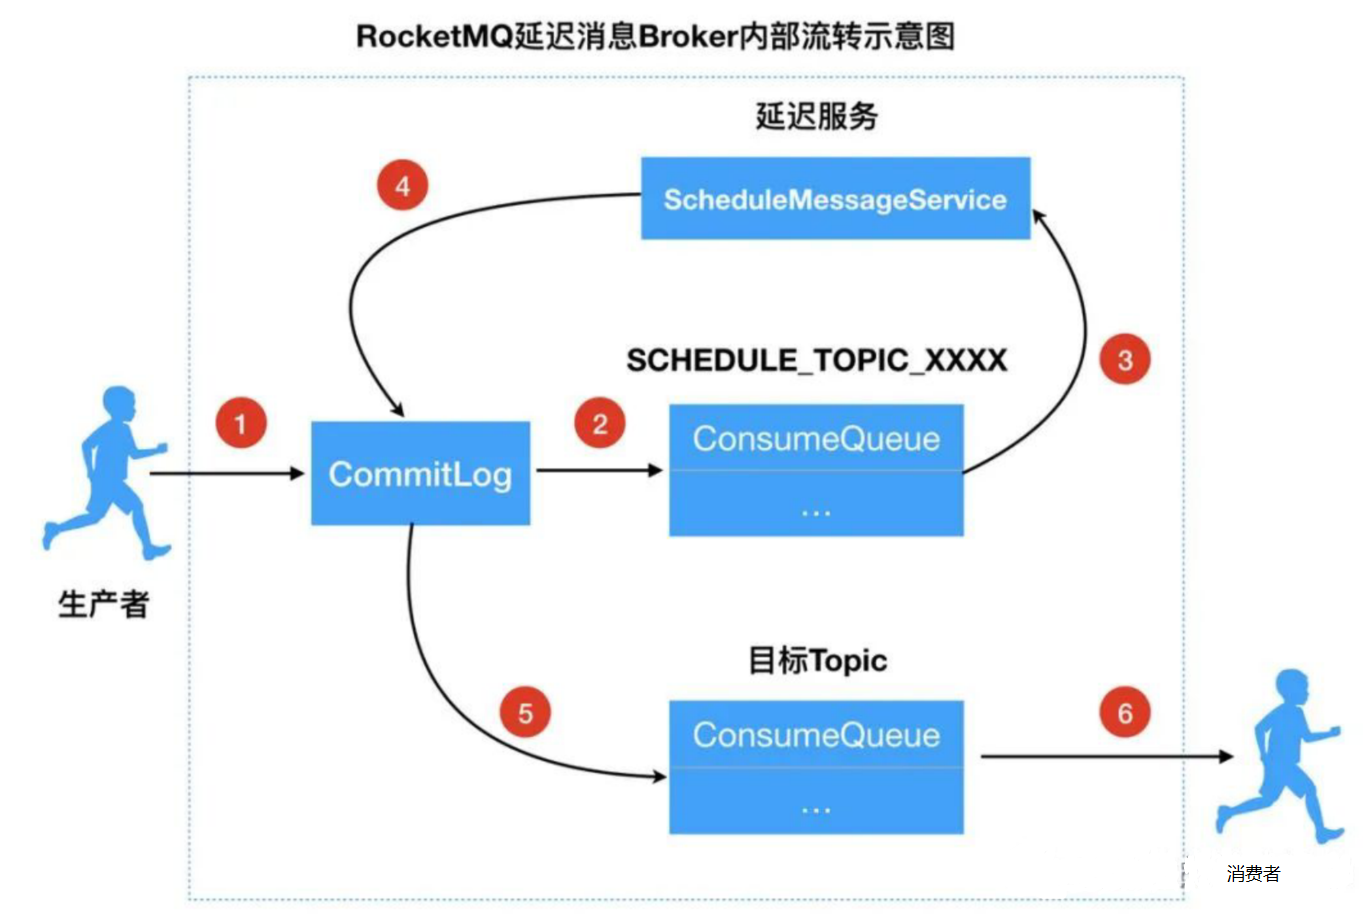 RocketMQ延迟消息Broker内部流转示意图
延迟服务
ScheduleMessageService
4
3
SCHEDULE_TOPIC_XXXX
1
2
CommitLog
ConsumeQueue
...
生产者
目标Topic
5
6
ConsumeQueue
...
消费者